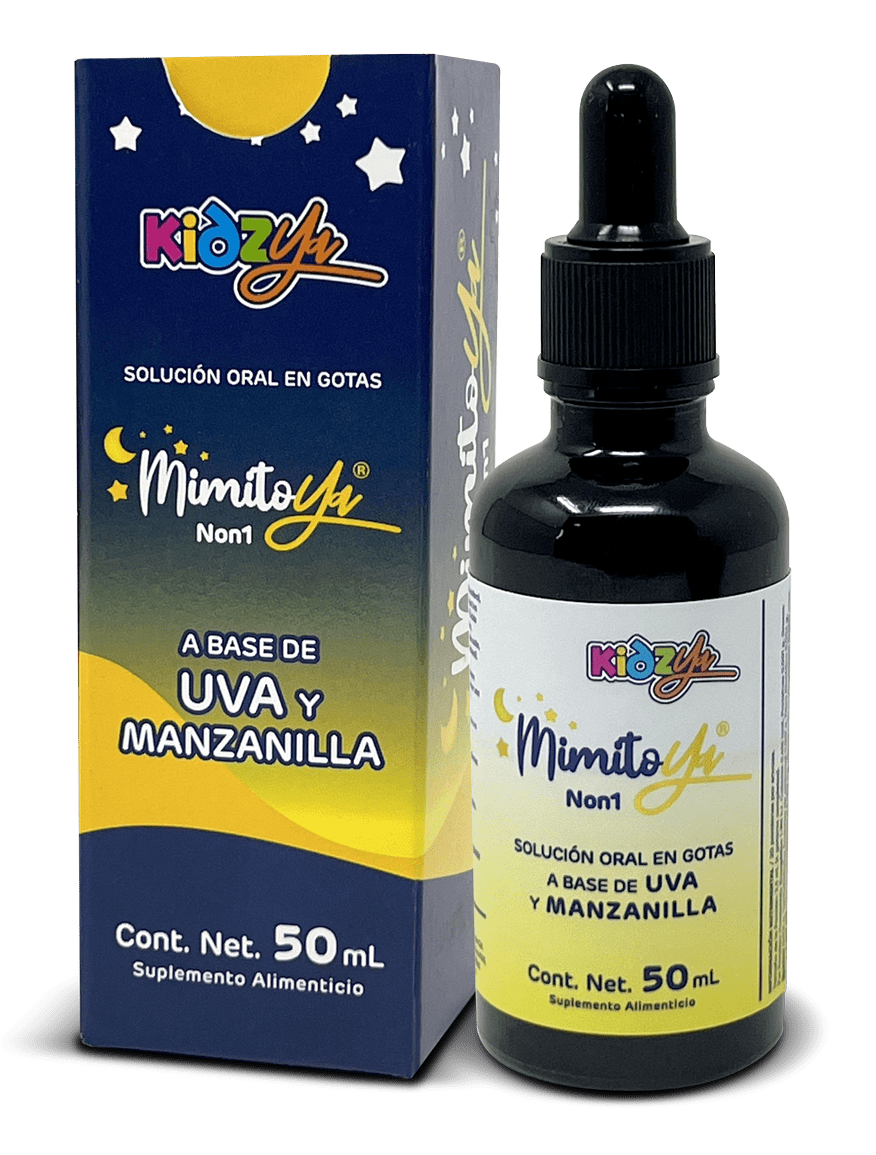 KidzYa
SOLUCIÓN ORAL EN GOTAS
MimitoYa®
Non1
A BASE DE
UVA Y
MANZANILLA
Cont. Net. 50 mL
Suplemento Alimenticio
MimitoYa®
KidzYa
MimitoYa®
Non1
SOLUCIÓN ORAL EN GOTAS
A BASE DE UVA
Y MANZANILLA
Cont. Net. 50 mL
Suplemento Alimenticio